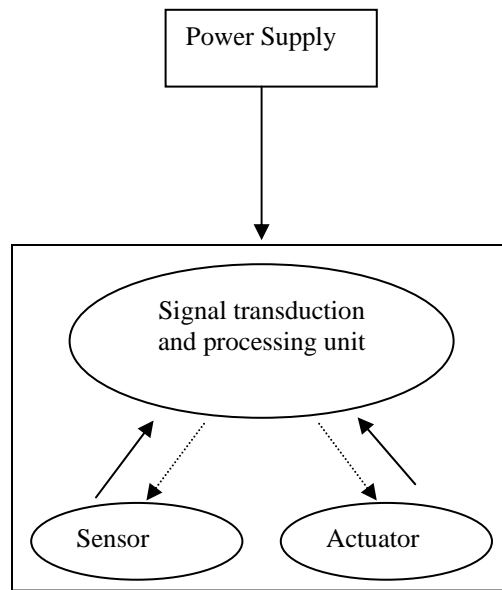 Power Supply
Signal transduction
and processing unit
Sensor
Actuator